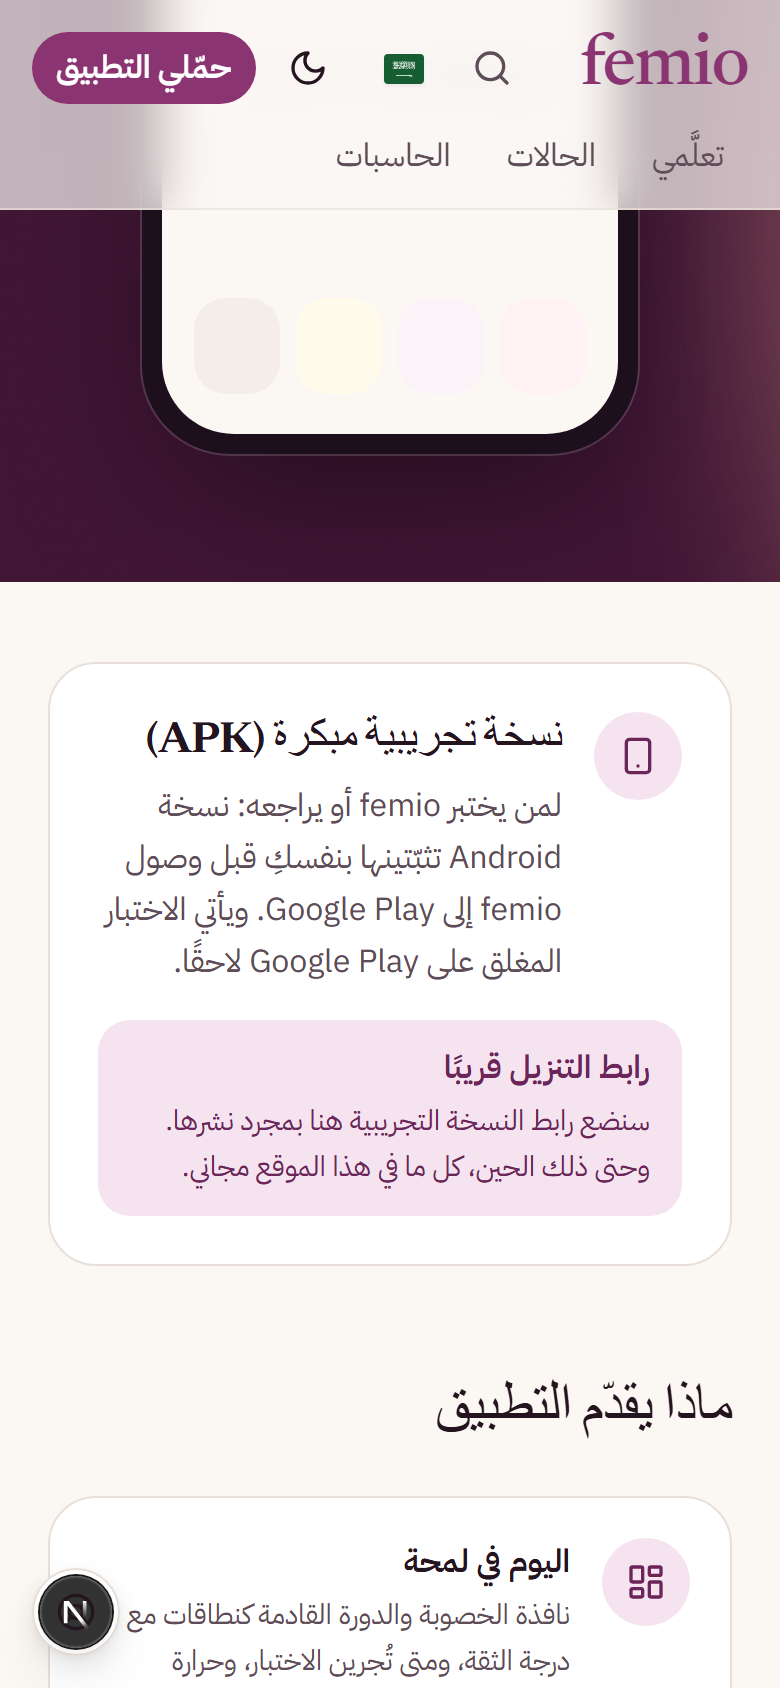 femio
حمّلي التطبيق
تعلَّمي
الحالات
الحاسبات
نسخة تجريبية مبكرة (APK)
لمن يختبر femio أو يراجعه: نسخة
Android تثبّتينها بنفسكِ قبل وصول
femio إلى Google Play. ويأتي الاختبار
المغلق على Google Play لاحقًا.
رابط التنزيل قريبًا
سنضع رابط النسخة التجريبية هنا بمجرد نشرها.
وحتى ذلك الحين، كل ما في هذا الموقع مجاني.
ماذا يقدّم التطبيق
اليوم في لمحة
نافذة الخصوبة والدورة القادمة كنطاقات مع
درجة الثقة، ومتى تُجرين الاختبار، وحرارة
N